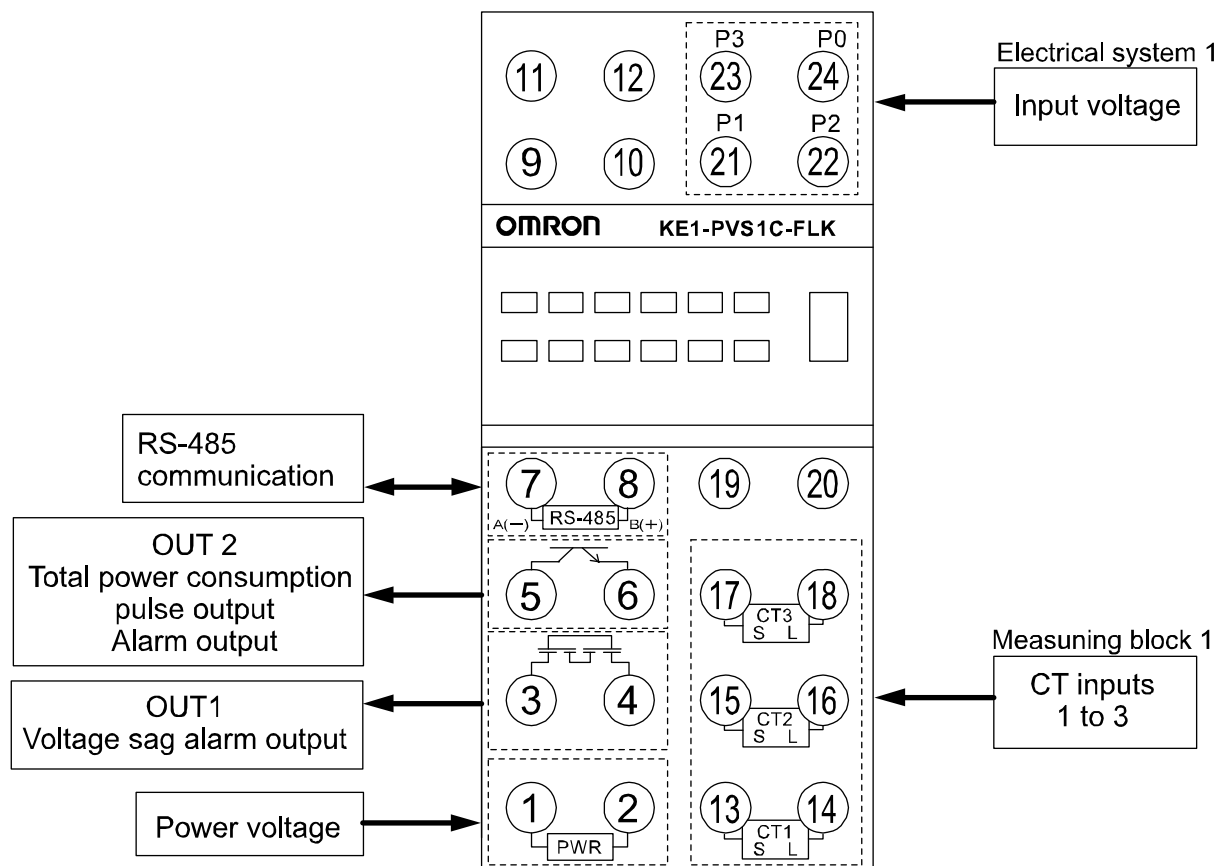 P3 P0
11 12 23 24
P1 P2
9 10 21 22
Electrical system 1
Input voltage
OMRON KE1-PVS1C-FLK
RS-485
communication
7 8 19 20
A(−) RS-485 B(+)
OUT 2
Total power consumption
pulse output
Alarm output
5 6
17 18
CT3
S L
OUT1
Voltage sag alarm output
3 4
15 16
CT2
S L
Measuning block 1
CT inputs
1 to 3
Power voltage
1 2
PWR
13 14
CT1
S L